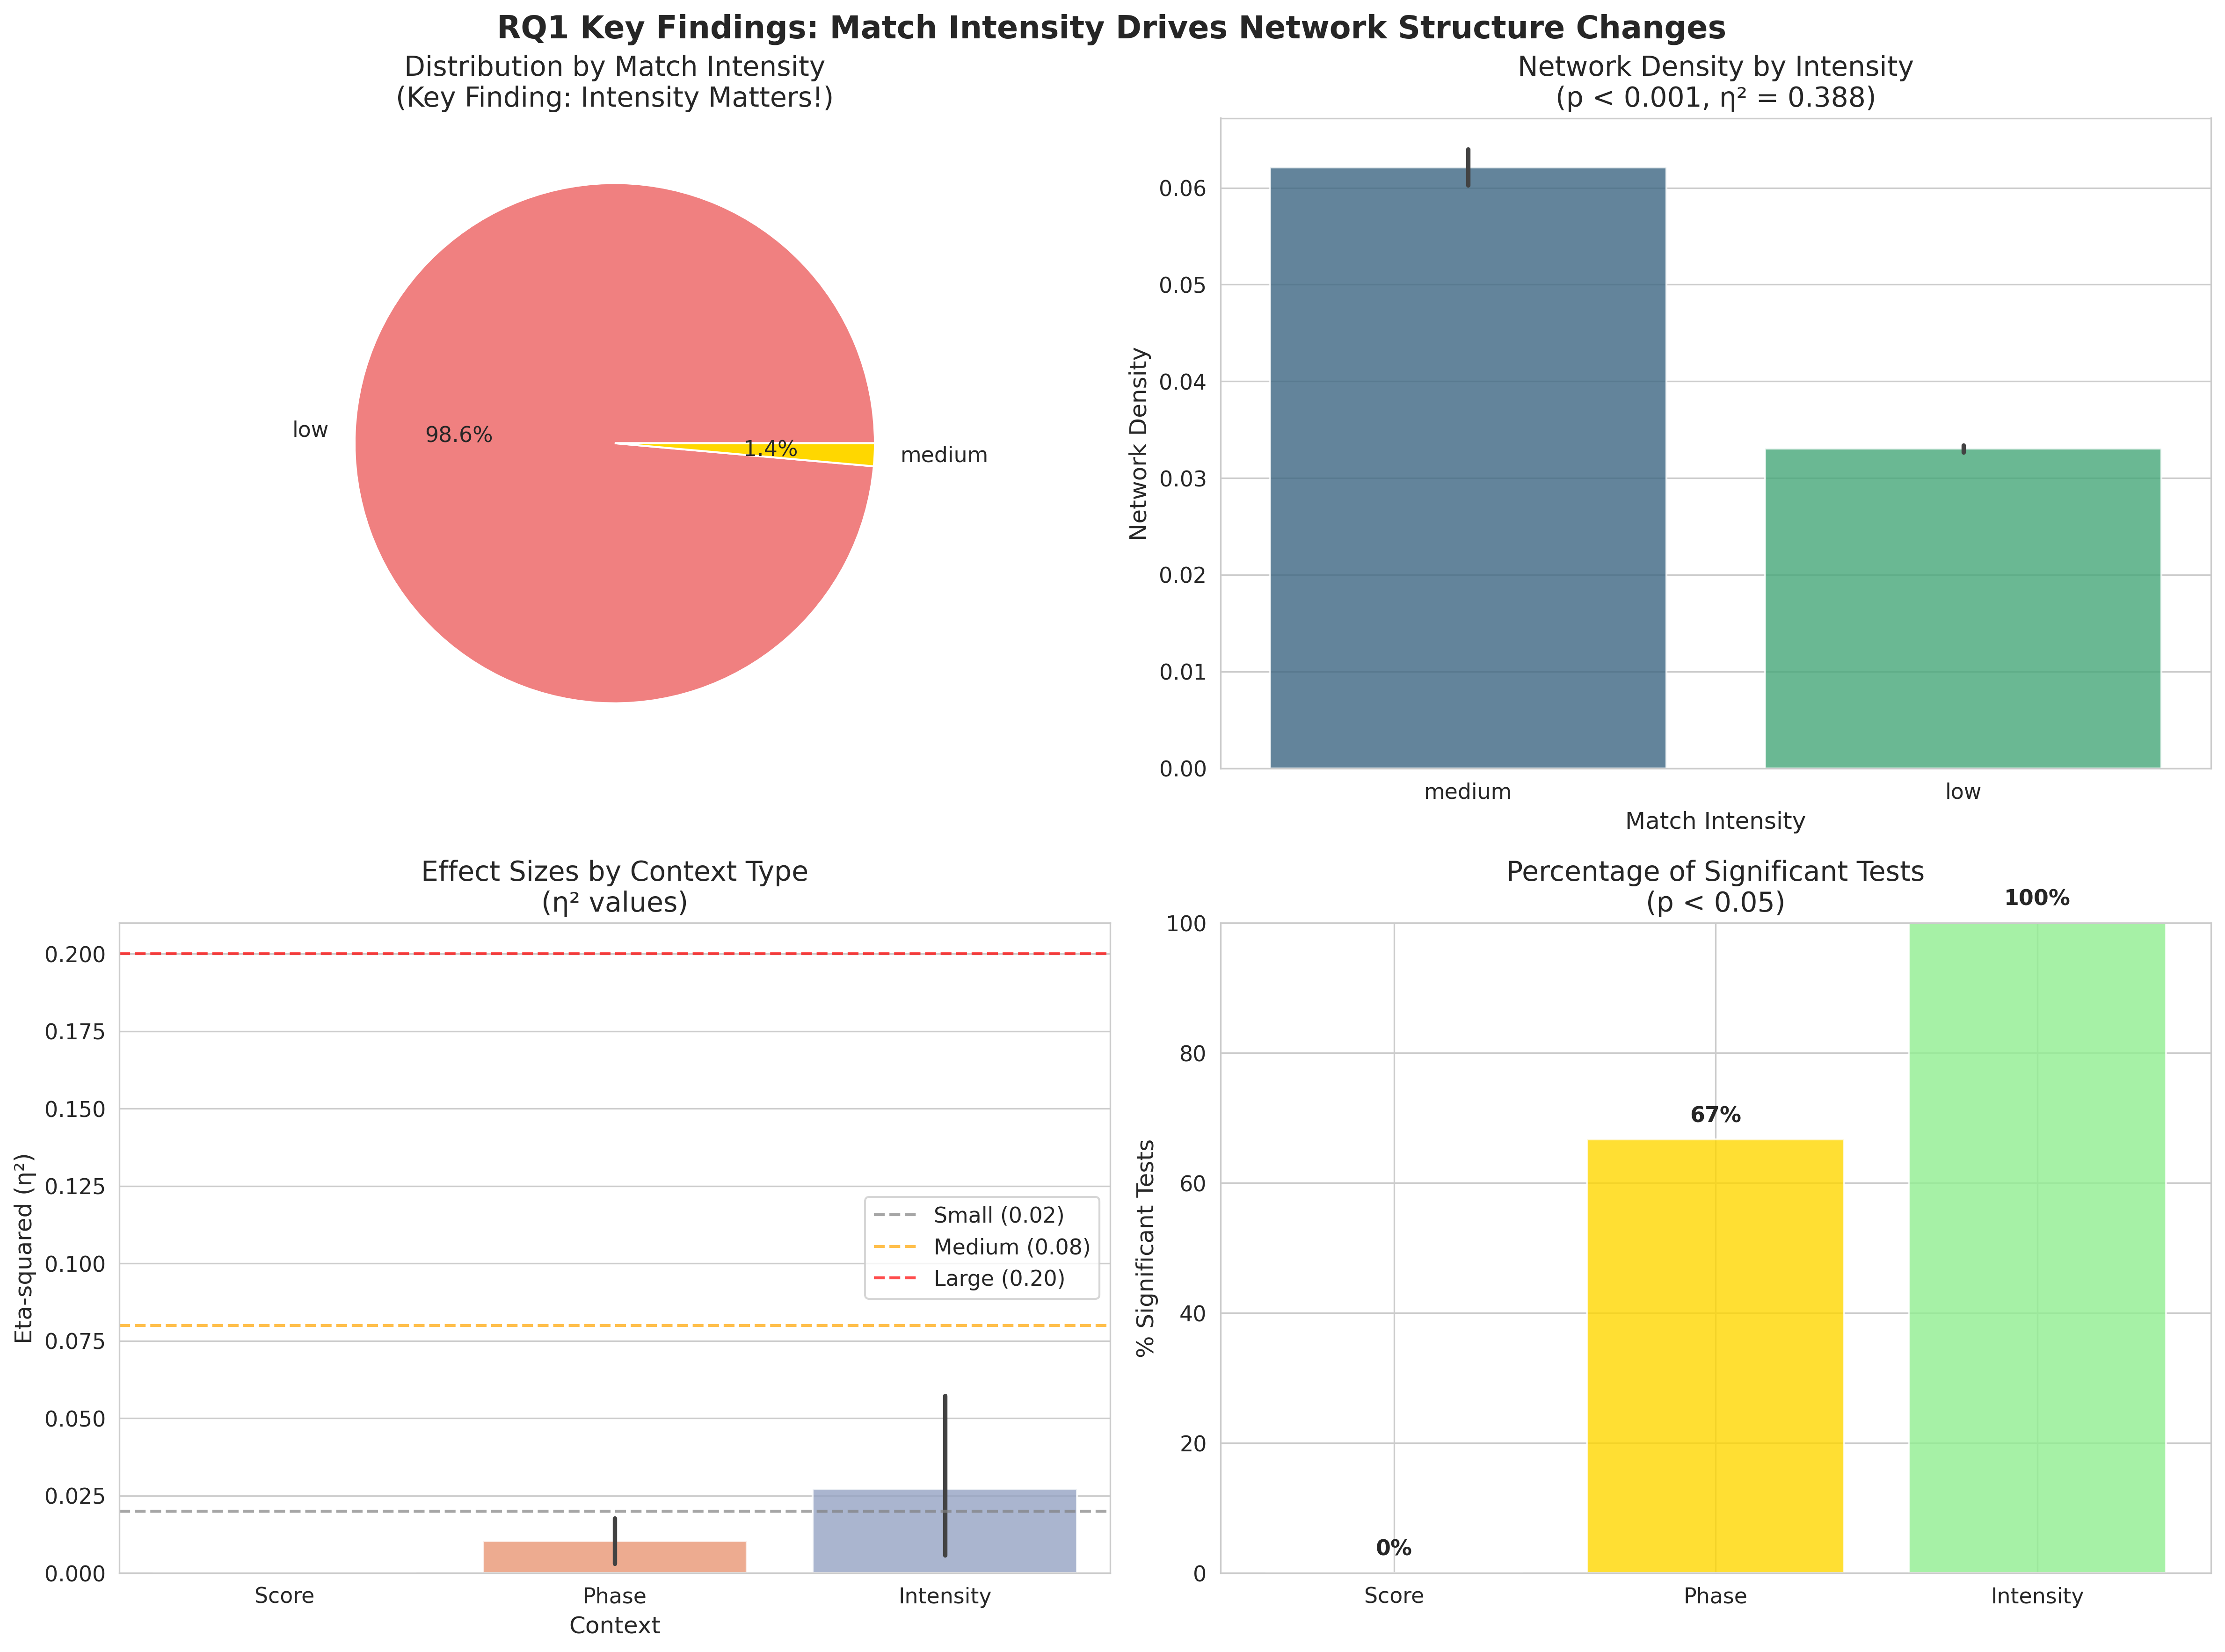 RQ1 Key Findings: Match Intensity Drives Network Structure Changes
Distribution by Match Intensity
(Key Finding: Intensity Matters!)
low
98.6%
1.4%
medium
Network Density by Intensity
(p < 0.001, η² = 0.388)
Network Density
0.06
0.05
0.04
0.03
0.02
0.01
0.00
medium
low
Match Intensity
Effect Sizes by Context Type
(η² values)
Eta-squared (η²)
0.200
0.175
0.150
0.125
0.100
0.075
0.050
0.025
0.000
Small (0.02)
Medium (0.08)
Large (0.20)
Score
Phase
Intensity
Context
Percentage of Significant Tests
(p < 0.05)
% Significant Tests
100
80
60
40
20
0
0%
67%
100%
Score
Phase
Intensity